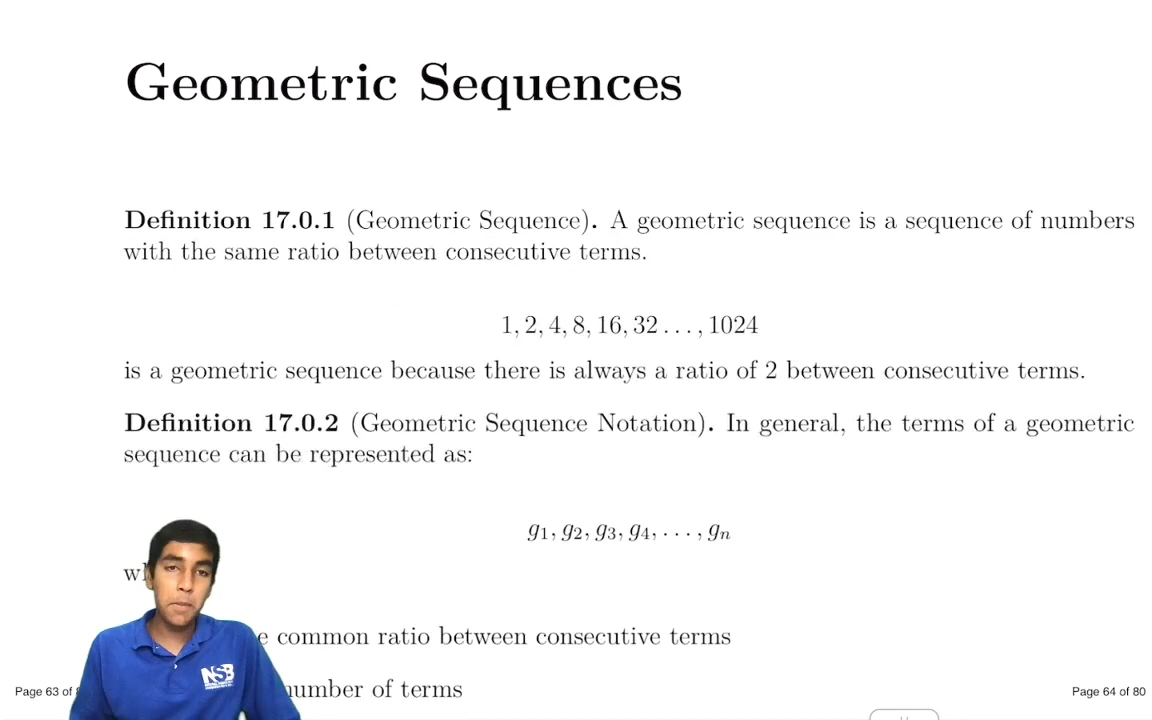 Geometric Sequences
Definition 17.0.1 (Geometric Sequence). A geometric sequence is a sequence of numbers
with the same ratio between consecutive terms.
1, 2, 4, 8, 16, 32 . . . , 1024
is a geometric sequence because there is always a ratio of 2 between consecutive terms.
Definition 17.0.2 (Geometric Sequence Notation). In general, the terms of a geometric
sequence can be represented as:
g₁, g₂, g₃, g₄, . . . , gₙ
common ratio between consecutive terms
number of terms
NSB
Page 63 of
Page 64 of 80